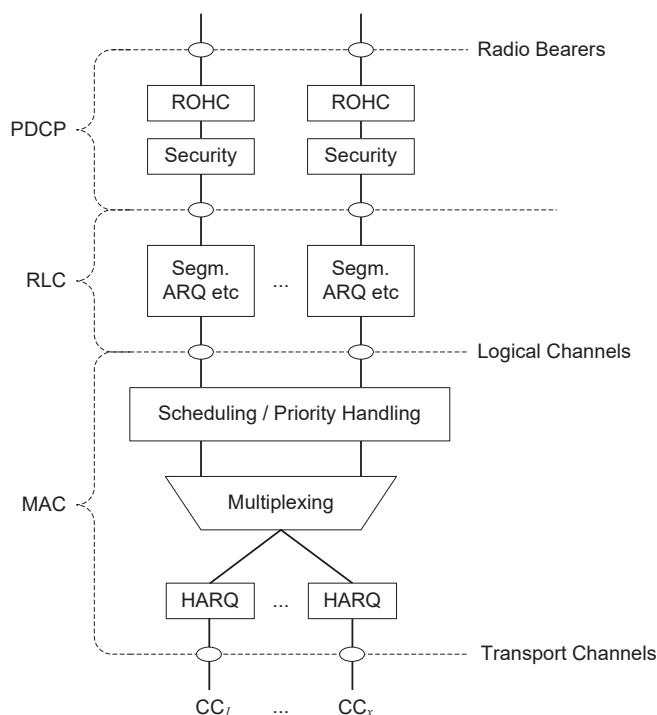 Radio Bearers
ROHC ROHC
PDCP
Security Security
Segm. ... Segm.
ARQ etc ARQ etc
RLC
Logical Channels
Scheduling / Priority Handling
Multiplexing
MAC
HARQ ... HARQ
Transport Channels
CC1 ... CCx